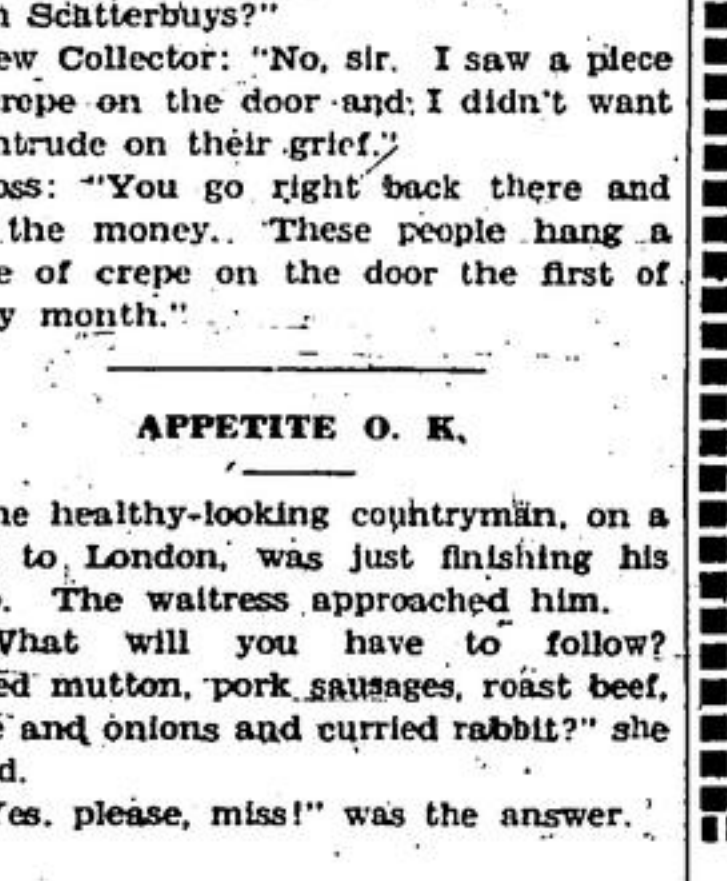 n Scatterbuys?"
ew Collector: "No, sir. I saw a piece
repe on the door and I didn't want
ntrude on their grief."
oss: "You go right back there and
the money. These people hang a
e of crepe on the door the first of
y month."
APPETITE O. K.
he healthy-looking countryman, on a
to London, was just finishing his
. The waitress approached him.
What will you have to follow?
ed mutton, pork sausages, roast beef,
e and onions and curried rabbit?" she
d.
Yes. please, miss!" was the answer.